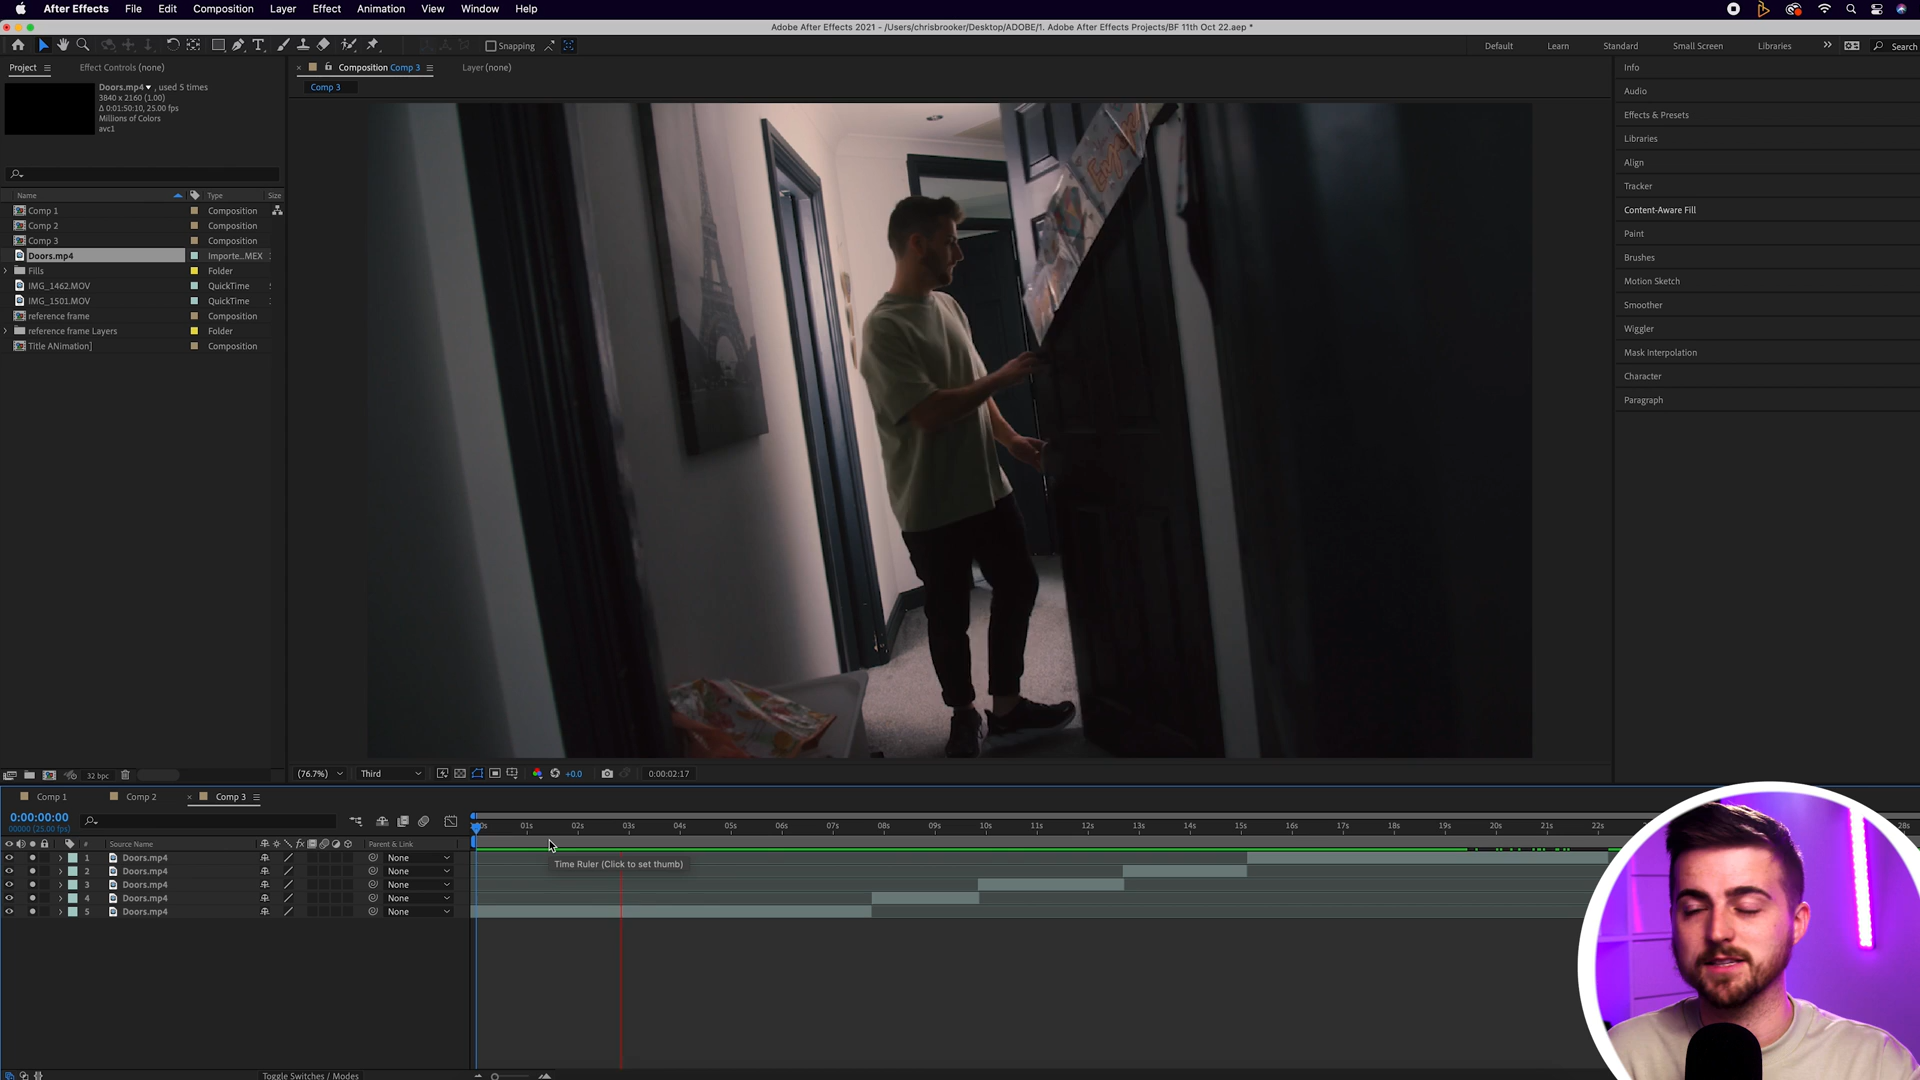 After Effects File Edit Composition Layer Effect Animation View Window Help
Adobe After Effects 2021 - /Users/chrisbrooker/Desktop/ADOBE/1. Adobe After Effects Projects/BF 11th Oct 22.aep *
Snapping Default Learn Standard Small Screen Libraries Search
Project Effect Controls (none)
Composition Comp 3 Layer (none)
Comp 3
Doors.mp4 , used 5 times
3840 x 2160 (1.00)
Δ 0:01:50:10, 25.00 fps
Millions of Colors
avc1
Name Type Size
Comp 1 Composition
Comp 2 Composition
Comp 3 Composition
Doors.mp4 Importe...MEX
Fills Folder
IMG_1462.MOV QuickTime
IMG_1501.MOV QuickTime
reference frame Composition
reference frame Layers Folder
Title ANimation] Composition
Info
Audio
Effects & Presets
Libraries
Align
Tracker
Content-Aware Fill
Paint
Brushes
Motion Sketch
Smoother
Wiggler
Mask Interpolation
Character
Paragraph
32 bpc
(76.7%) Third +0.0 0:00:02:17
Comp 1 Comp 2 Comp 3
0:00:00:00
00000 (25.00 fps)
01s 02s 03s 04s 05s 06s 07s 08s 09s 10s 11s 12s 13s 14s 15s 16s 17s 18s 19s 20s 21s 22s 28s
# Source Name Parent & Link
Time Ruler (Click to set thumb)
1 Doors.mp4 None
2 Doors.mp4 None
3 Doors.mp4 None
4 Doors.mp4 None
5 Doors.mp4 None
Toggle Switches / Modes